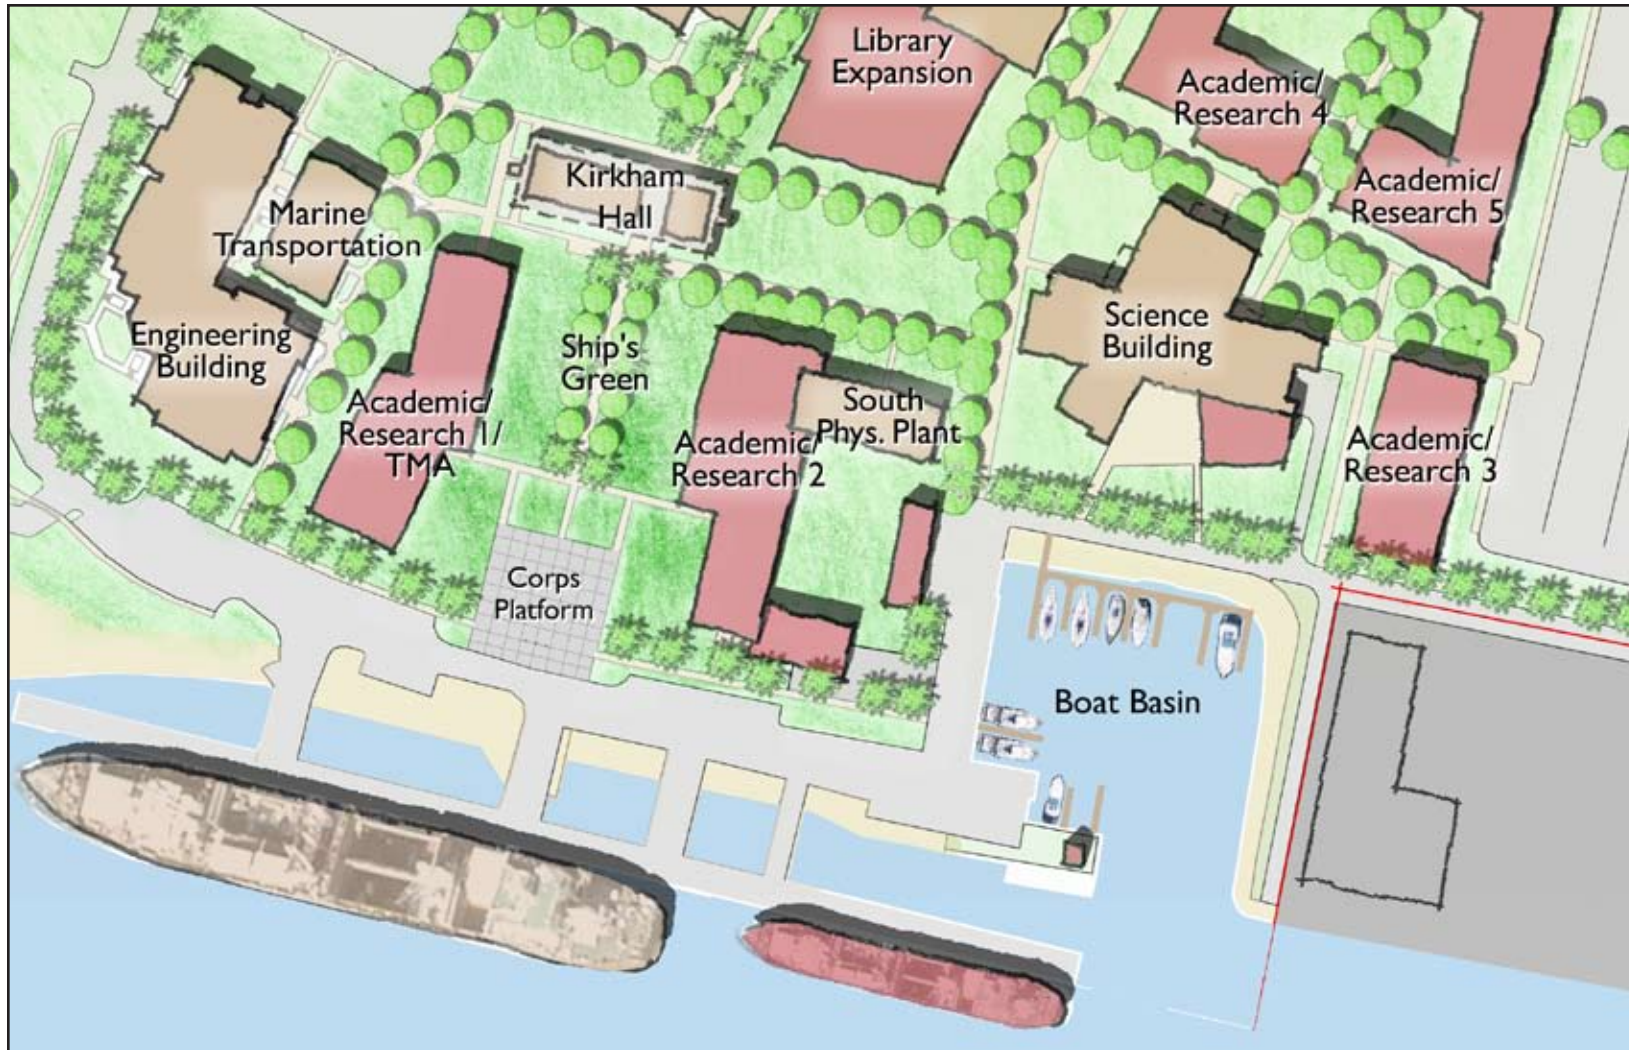 Library
Expansion
Academic/
Research 4
Kirkham
Hall
Academic/
Research 5
Marine
Transportation
Engineering
Building
Ship's
Green
Science
Building
Academic/
Research 1/
TMA
South
Phys. Plant
Academic/
Research 2
Academic/
Research 3
Corps
Platform
Boat Basin